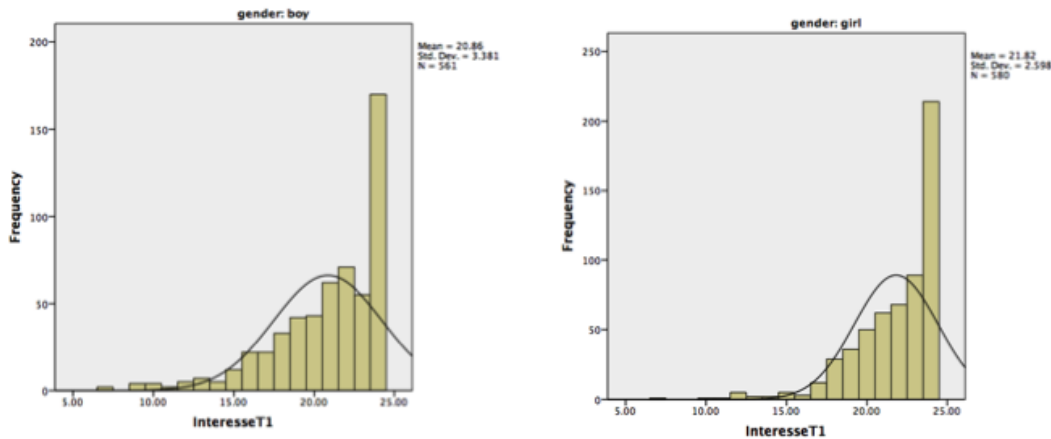 gender: boy
Mean = 20.86
Std. Dev. = 3.381
N = 561
200
150
100
50
0
Frequency
5.00 10.00 15.00 20.00 25.00
InteresseT1
gender: girl
Mean = 21.82
Std. Dev. = 2.598
N = 580
250
200
150
100
50
0
Frequency
5.00 10.00 15.00 20.00 25.00
InteresseT1